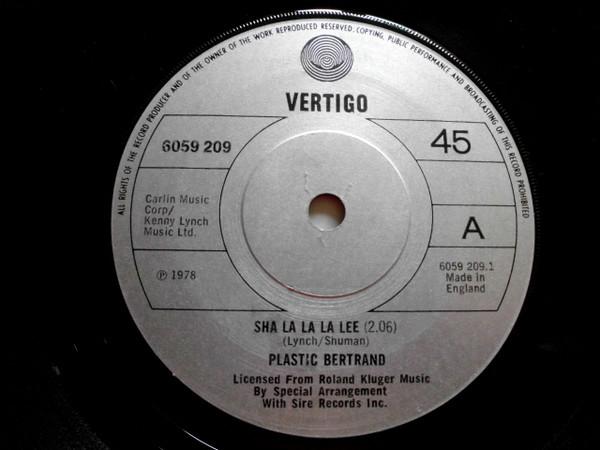 ALL RIGHTS OF THE RECORD PRODUCER AND OF THE OWNER OF THE WORK REPRODUCED RESERVED. COPYING, PUBLIC PERFORMANCE AND BROADCASTING OF THIS RECORD PROHIBITED.
VERTIGO
6059 209
45
Carlin Music
Corp/
Kenny Lynch
Music Ltd.
A
℗ 1978
6059 209.1
Made in
England
SHA LA LA LA LEE (2.06)
(Lynch/Shuman)
PLASTIC BERTRAND
Licensed From Roland Kluger Music
By Special Arrangement
With Sire Records Inc.